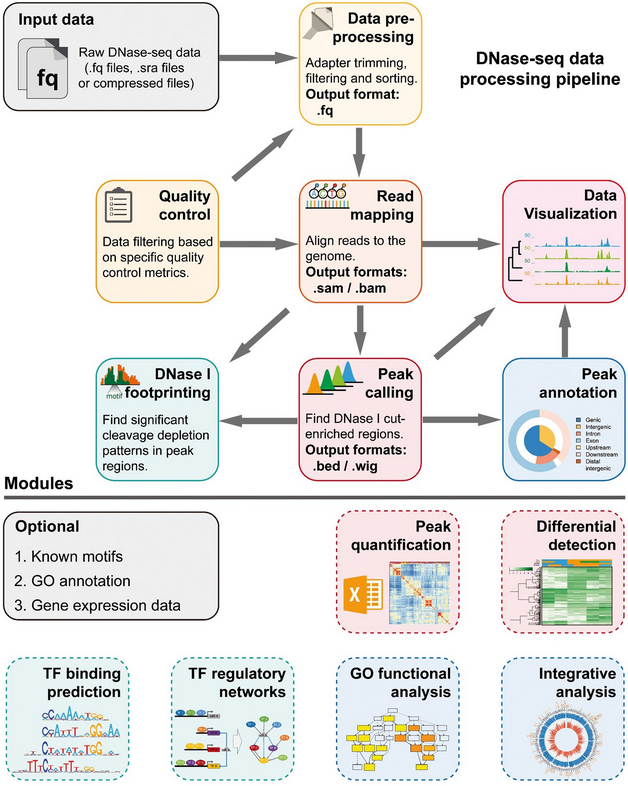 Input data
fq
Raw DNase-seq data
(.fq files, .sra files
or compressed files)
Data pre-
processing
Adapter trimming,
filtering and sorting.
Output format:
.fq
DNase-seq data
processing pipeline
Quality
control
Data filtering based
on specific quality
control metrics.
A C T G
Read
mapping
Align reads to the
genome.
Output formats:
.sam / .bam
Data
Visualization
50
50
50
50
motif
DNase I
footprinting
Find significant
cleavage depletion
patterns in peak
regions.
Peak
calling
Find DNase I cut-
enriched regions.
Output formats:
.bed / .wig
Peak
annotation
Genic
Intergenic
Intron
Exon
Upstream
Downstream
Distal
intergenic
Modules
Optional
1. Known motifs
2. GO annotation
3. Gene expression data
Peak
quantification
X
Differential
detection
TF binding
prediction
TF regulatory
networks
GO functional
analysis
Integrative
analysis